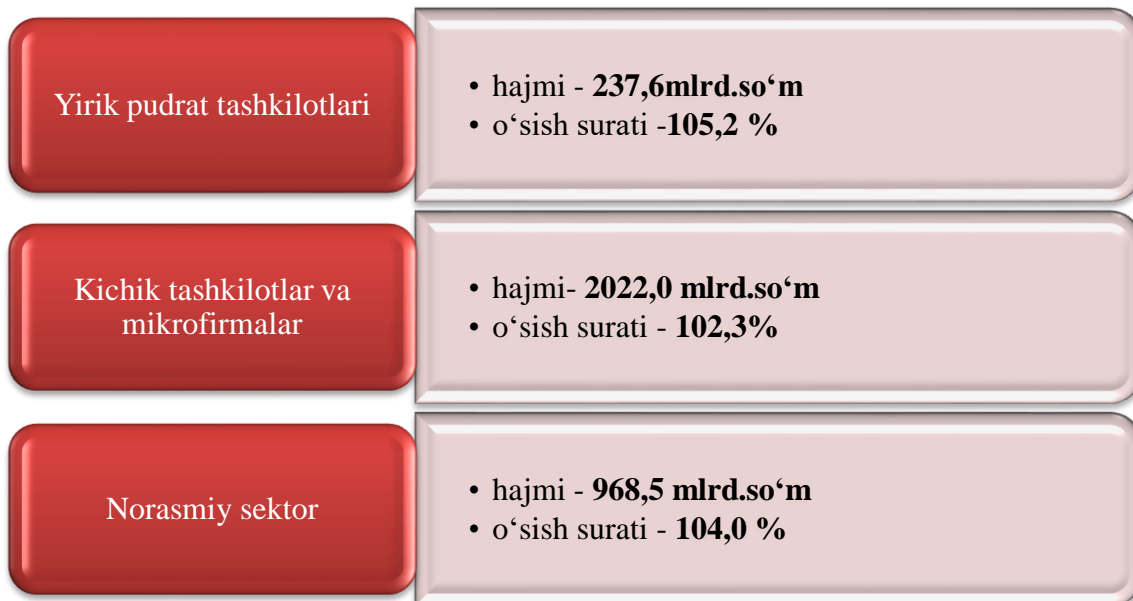 Yirik pudrat tashkilotlari
• hajmi - 237,6mlrd.so‘m
• o‘sish surati -105,2 %
Kichik tashkilotlar va
mikrofirmalar
• hajmi- 2022,0 mlrd.so‘m
• o‘sish surati - 102,3%
Norasmiy sektor
• hajmi - 968,5 mlrd.so‘m
• o‘sish surati - 104,0 %